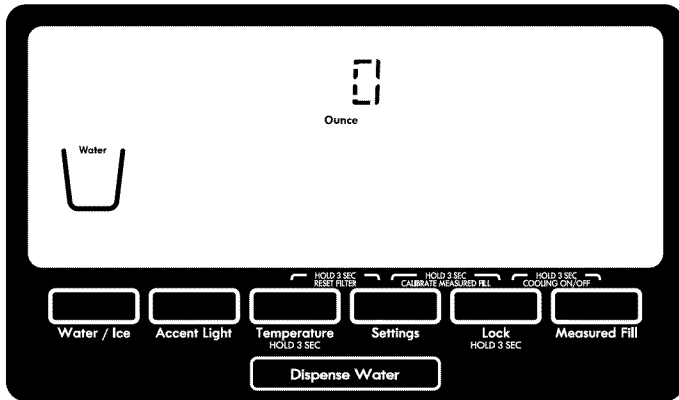 0
Ounce
Water
HOLD 3 SEC HOLD 3 SEC HOLD 3 SEC
RESET FILTER CALIBRATE MEASURED FILL COOLING ON/OFF
Water / Ice Accent Light Temperature Settings Lock Measured Fill
HOLD 3 SEC HOLD 3 SEC
Dispense Water